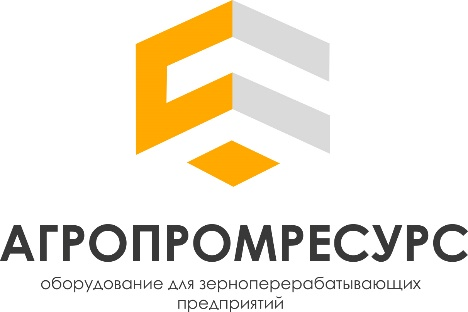 АГРОПРОМРЕСУРС
оборудование для зерноперерабатывающих
предприятий